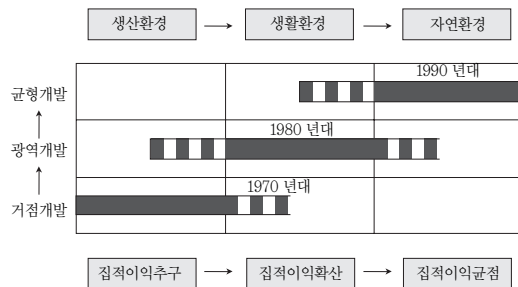 생산환경 → 생활환경 → 자연환경
1990 년대
균형개발
1980 년대
광역개발
1970 년대
거점개발
집적이익추구 → 집적이익확산 → 집적이익균점